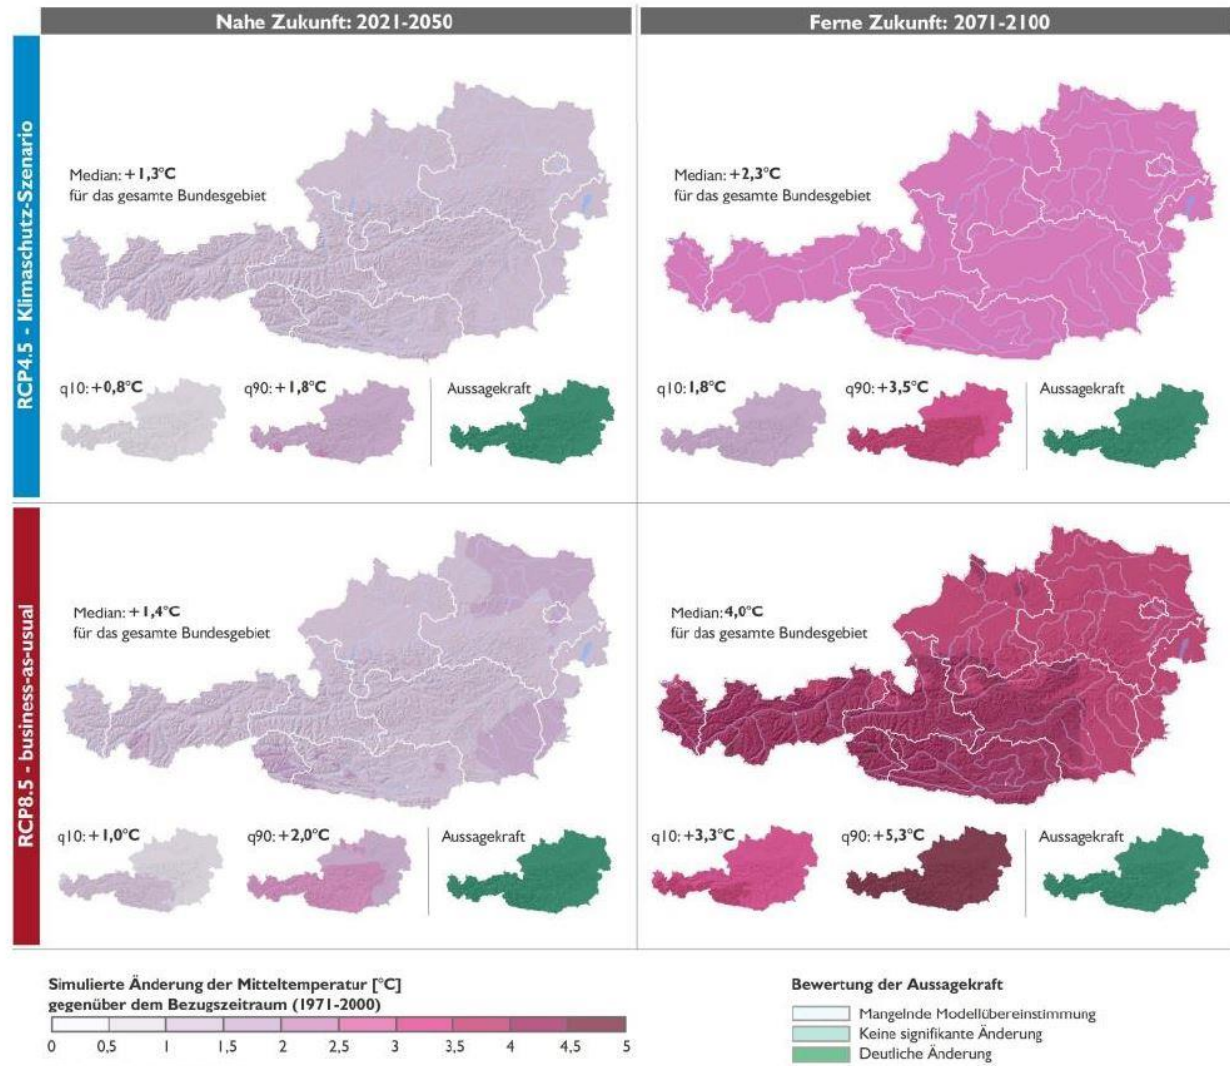 Nahe Zukunft: 2021-2050
Ferne Zukunft: 2071-2100
RCP4.5 - Klimaschutz-Szenario
Median: +1,3°C
für das gesamte Bundesgebiet
q10: +0,8°C
q90: +1,8°C
Aussagekraft
Median: +2,3°C
für das gesamte Bundesgebiet
q10: 1,8°C
q90: +3,5°C
Aussagekraft
RCP8.5 - business-as-usual
Median: +1,4°C
für das gesamte Bundesgebiet
q10: +1,0°C
q90: +2,0°C
Aussagekraft
Median: 4,0°C
für das gesamte Bundesgebiet
q10: +3,3°C
q90: +5,3°C
Aussagekraft
Simulierte Änderung der Mitteltemperatur [°C]
gegenüber dem Bezugszeitraum (1971-2000)
0 0,5 1 1,5 2 2,5 3 3,5 4 4,5 5
Bewertung der Aussagekraft
Mangelnde Modellübereinstimmung
Keine signifikante Änderung
Deutliche Änderung